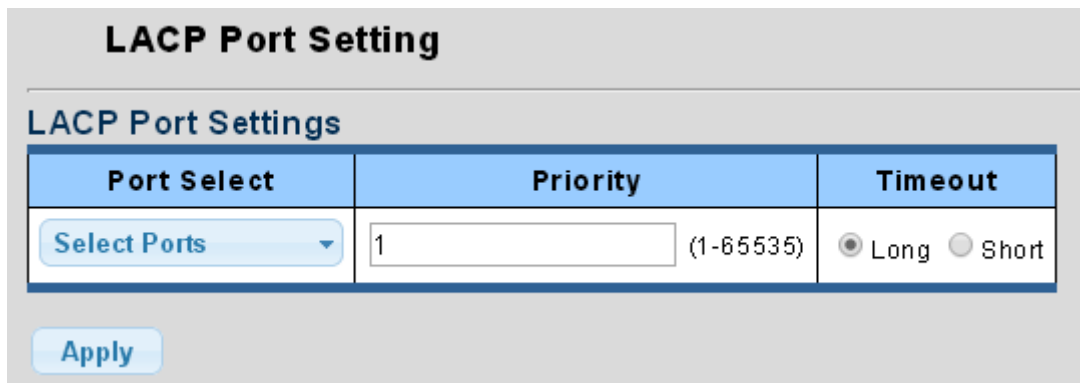 LACP Port Setting
LACP Port Settings
Port Select Priority Timeout
Select Ports 1 (1-65535) Long Short
Apply